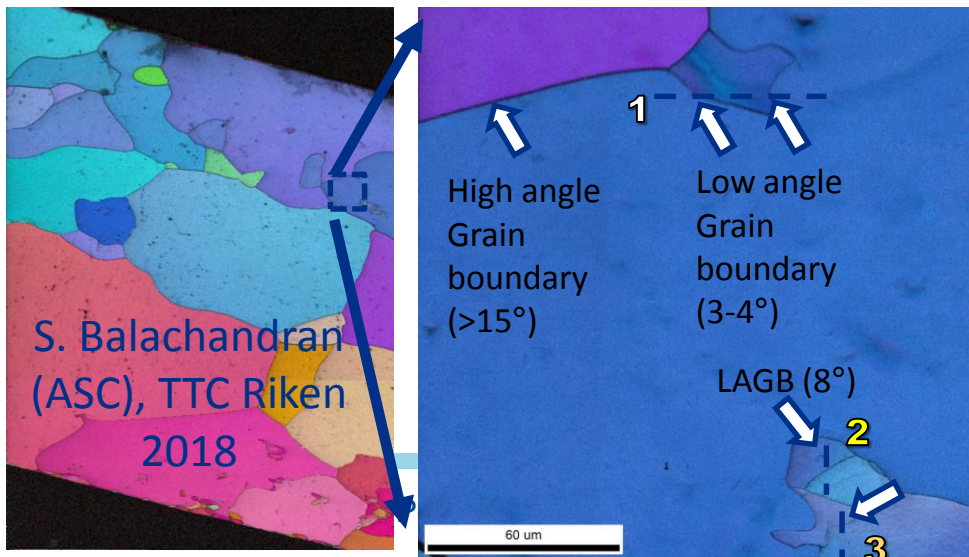 S. Balachandran
(ASC), TTC Riken
2018
1
High angle
Grain
boundary
(>15°)
Low angle
Grain
boundary
(3-4°)
LAGB (8°)
2
3
60 um